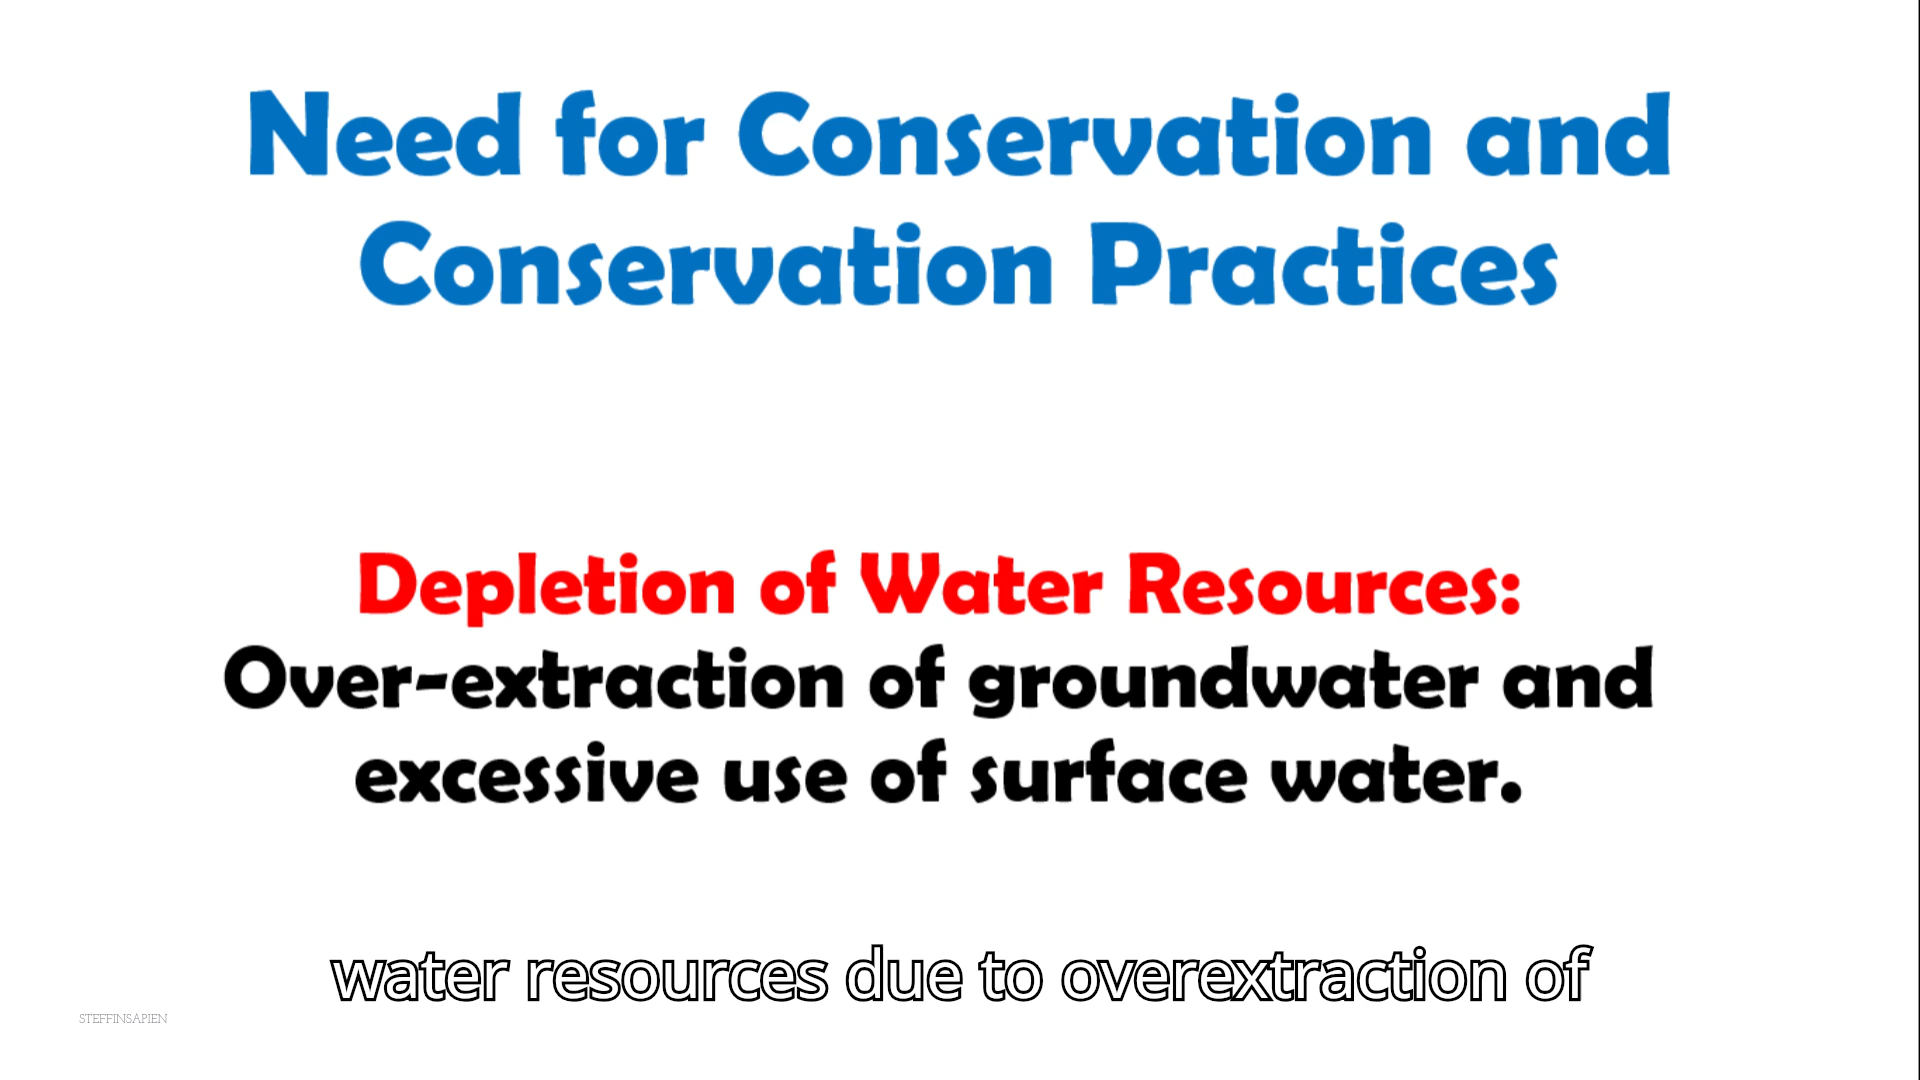 Need for Conservation and
Conservation Practices
Depletion of Water Resources:
Over-extraction of groundwater and
excessive use of surface water.
water resources due to overextraction of
STEFFINSAPIEN